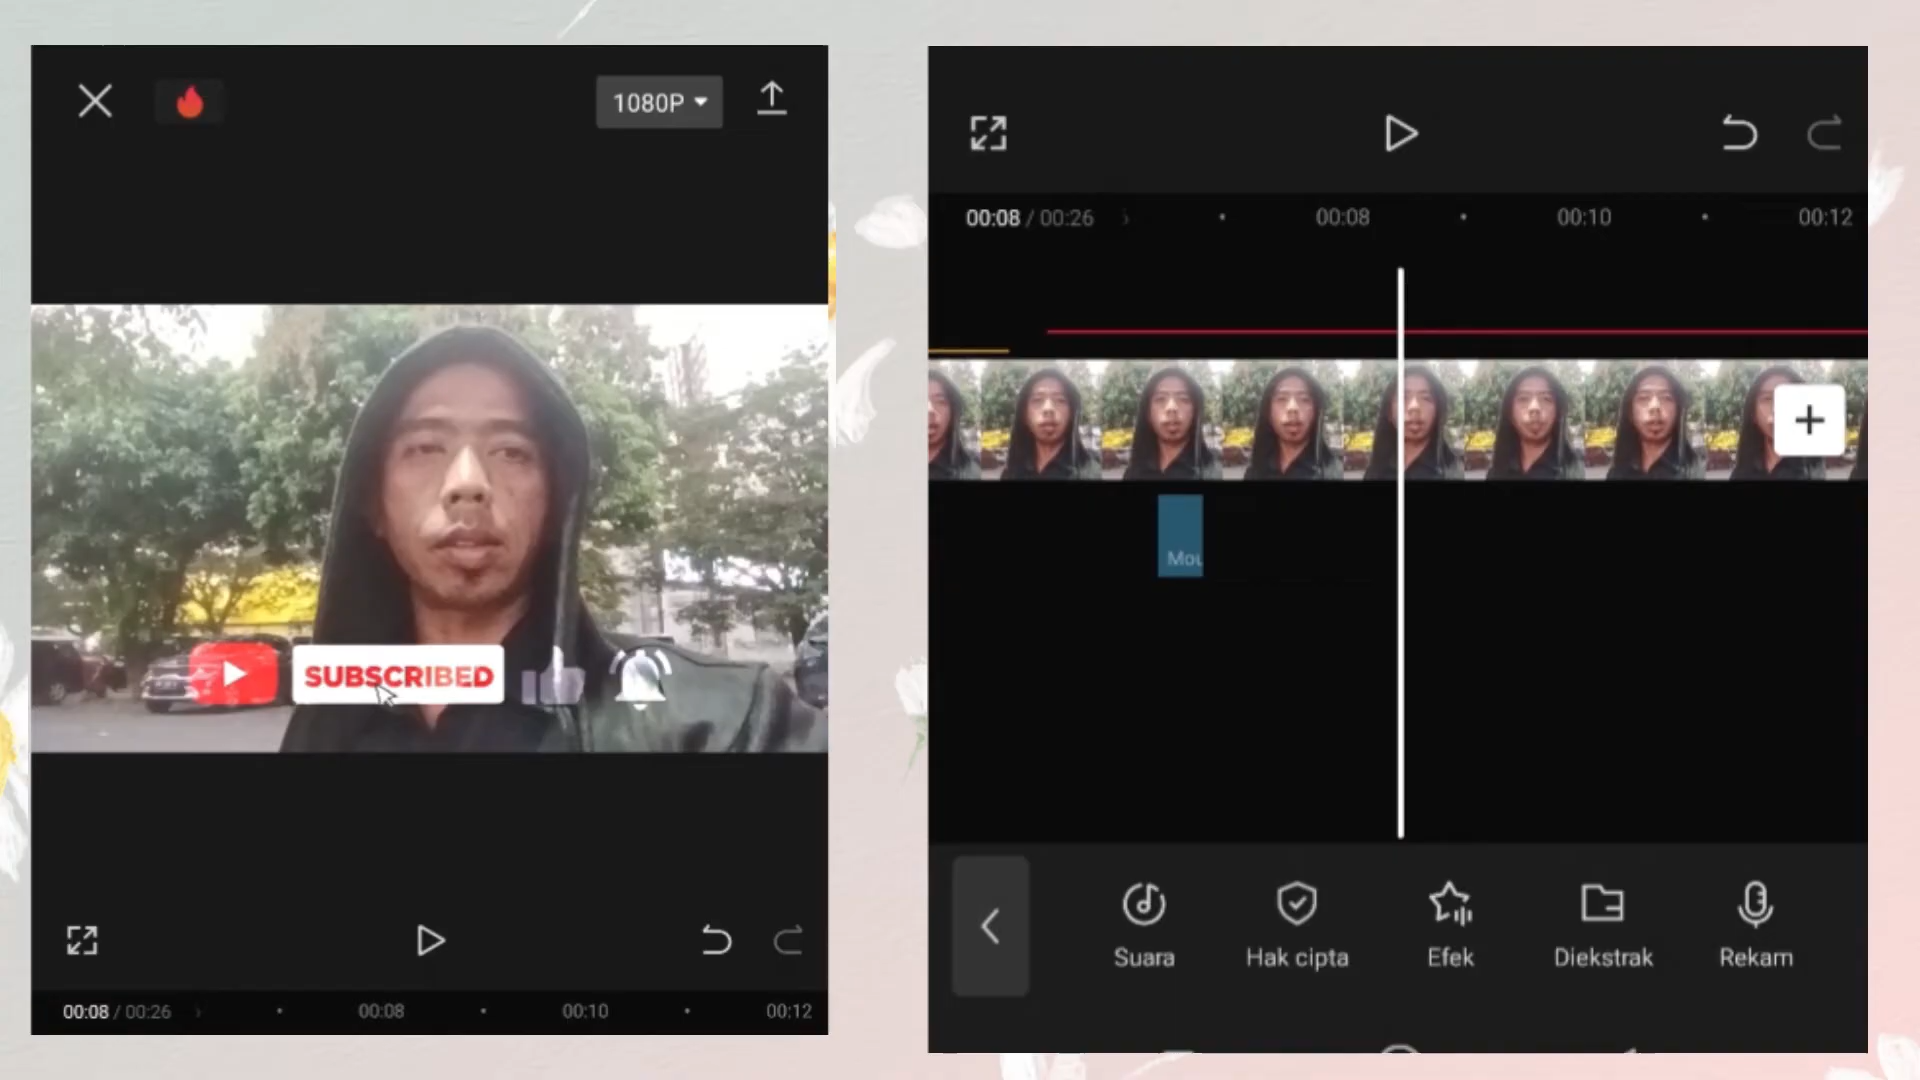 1080P
SUBSCRIBED
00:08 / 00:26 00:08 00:10 00:12
00:08 / 00:26 00:08 00:10 00:12
Mou
Suara Hak cipta Efek Diekstrak Rekam